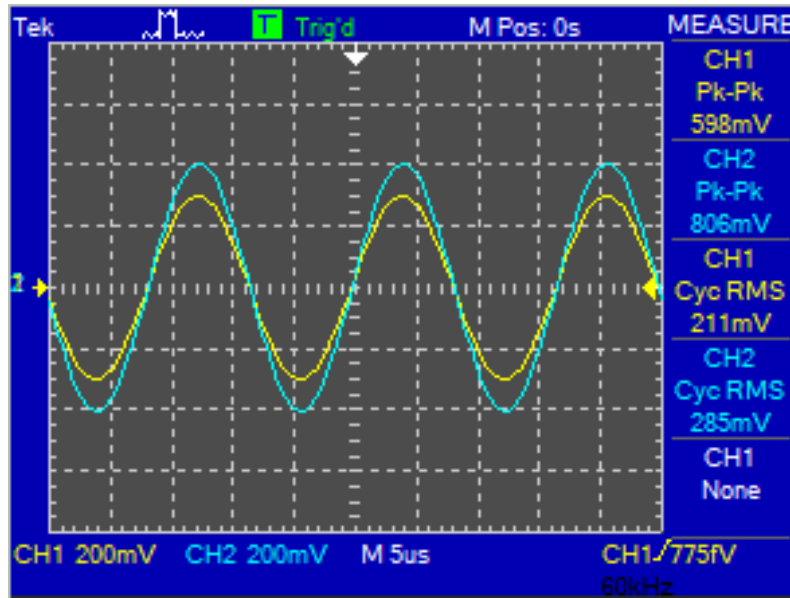 Tek T Trig'd M Pos: 0s MEASURE
CH1
Pk-Pk
598mV
CH2
Pk-Pk
806mV
CH1
Cyc RMS
211mV
CH2
Cyc RMS
285mV
CH1
None
CH1 200mV CH2 200mV M 5us CH1 775fV
60kHz